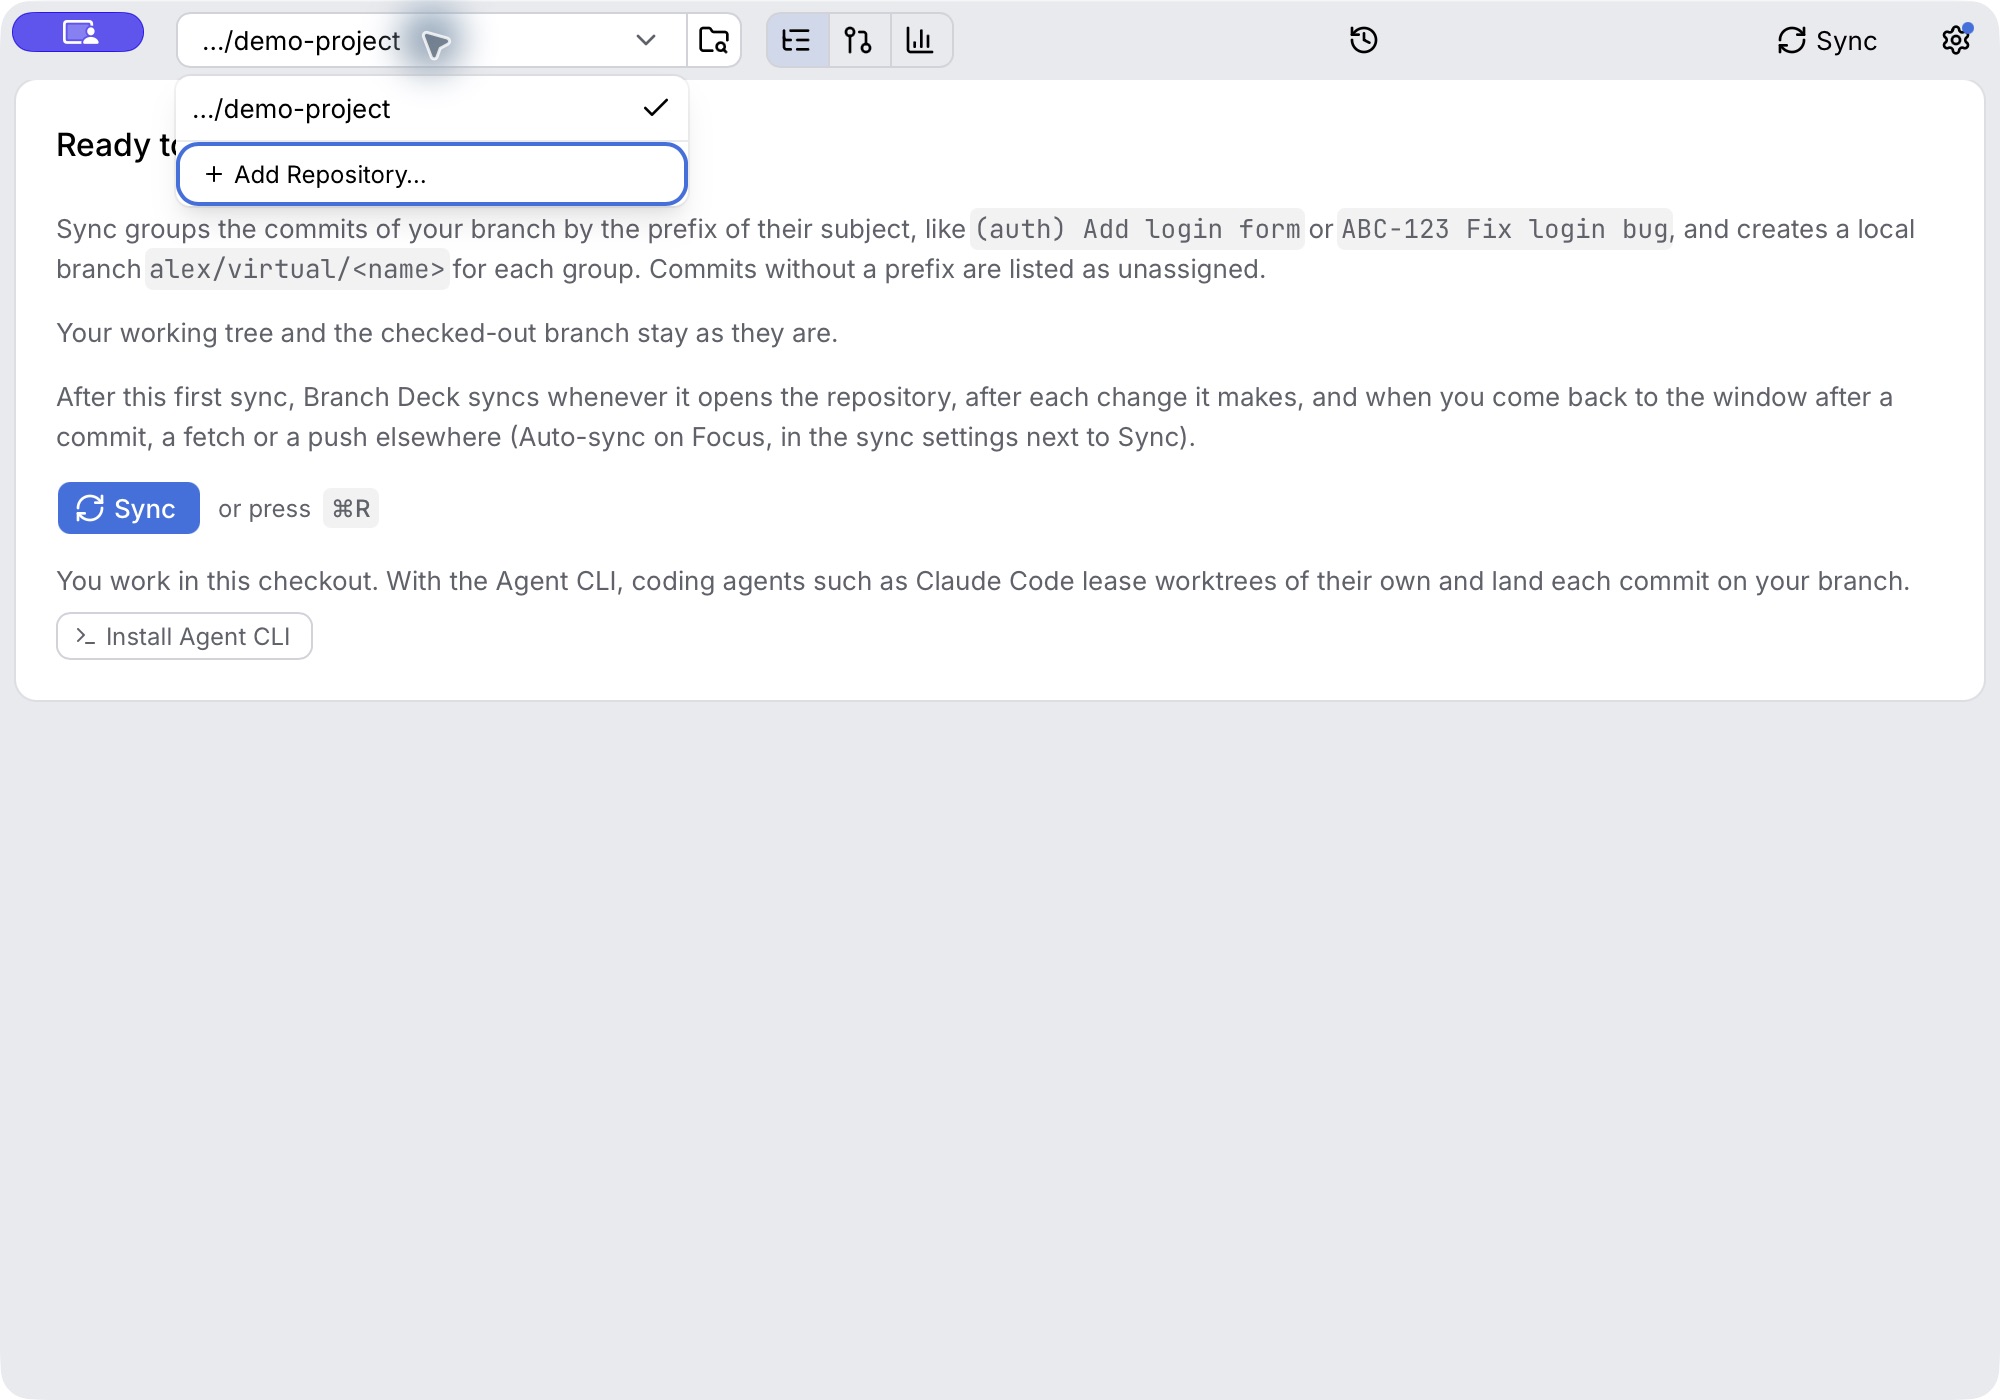 .../demo-project
Sync
.../demo-project
+ Add Repository...
Ready to
Sync groups the commits of your branch by the prefix of their subject, like (auth) Add login form or ABC-123 Fix login bug, and creates a local
branch alex/virtual/<name> for each group. Commits without a prefix are listed as unassigned.
Your working tree and the checked-out branch stay as they are.
After this first sync, Branch Deck syncs whenever it opens the repository, after each change it makes, and when you come back to the window after a
commit, a fetch or a push elsewhere (Auto-sync on Focus, in the sync settings next to Sync).
Sync or press ⌘R
You work in this checkout. With the Agent CLI, coding agents such as Claude Code lease worktrees of their own and land each commit on your branch.
Install Agent CLI